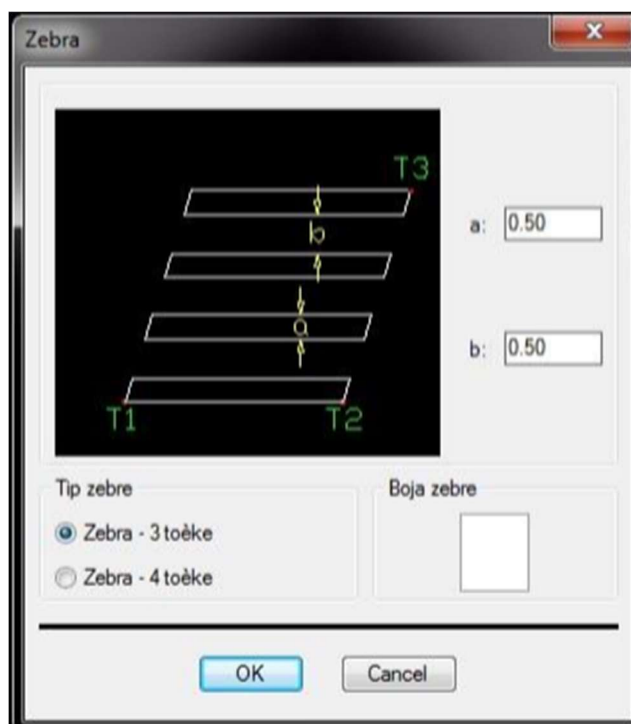 Zebra
T3
b
a
T1 T2
a: 0.50
b: 0.50
Tip zebre
Zebra - 3 toèke
Zebra - 4 toèke
Boja zebre
OK Cancel